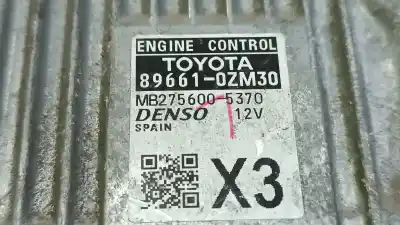 ENGINE CONTROL
TOYOTA
89661-0ZM30
MB275600-5370
DENSO 12V
SPAIN
X3